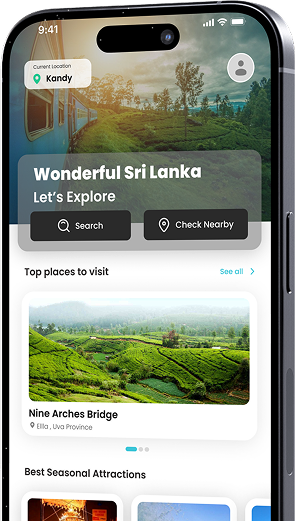 9:41
Current Location
Kandy
Wonderful Sri Lanka
Let's Explore
Search
Check Nearby
Top places to visit
See all
Nine Arches Bridge
Ella , Uva Province
Best Seasonal Attractions